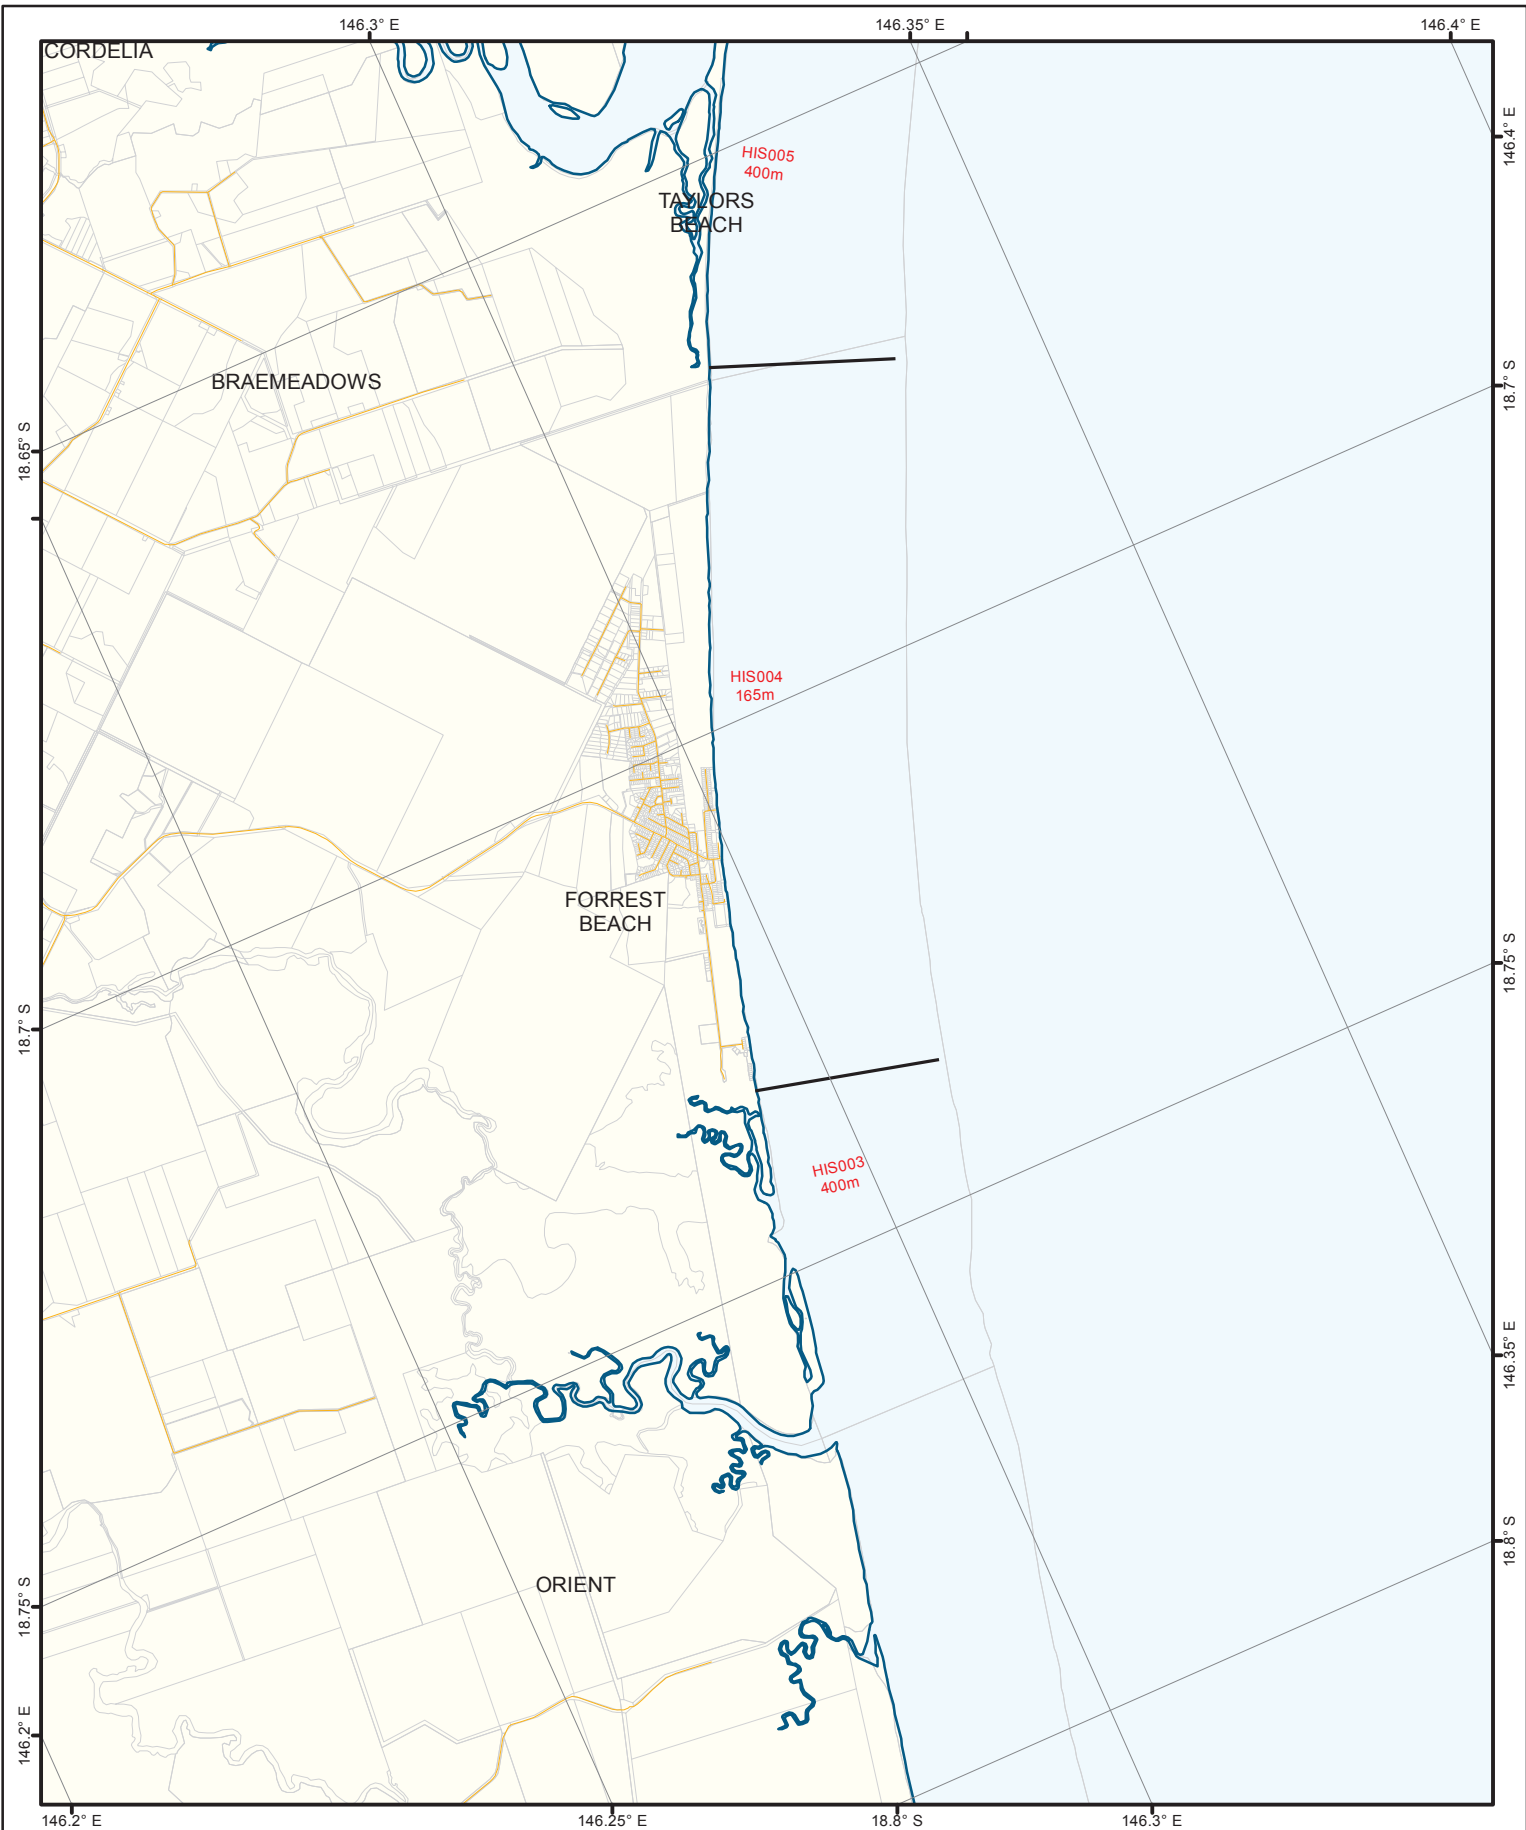 146.3° E
146.35° E
146.4° E
CORDELIA
146.4° E
HIS005
400m
TAYLORS
BEACH
BRAEMEADOWS
18.7° S
18.65° S
HIS004
165m
FORREST
BEACH
18.75° S
18.7° S
HIS003
400m
146.35° E
18.8° S
ORIENT
18.75° S
146.2° E
146.2° E
146.25° E
18.8° S
146.3° E